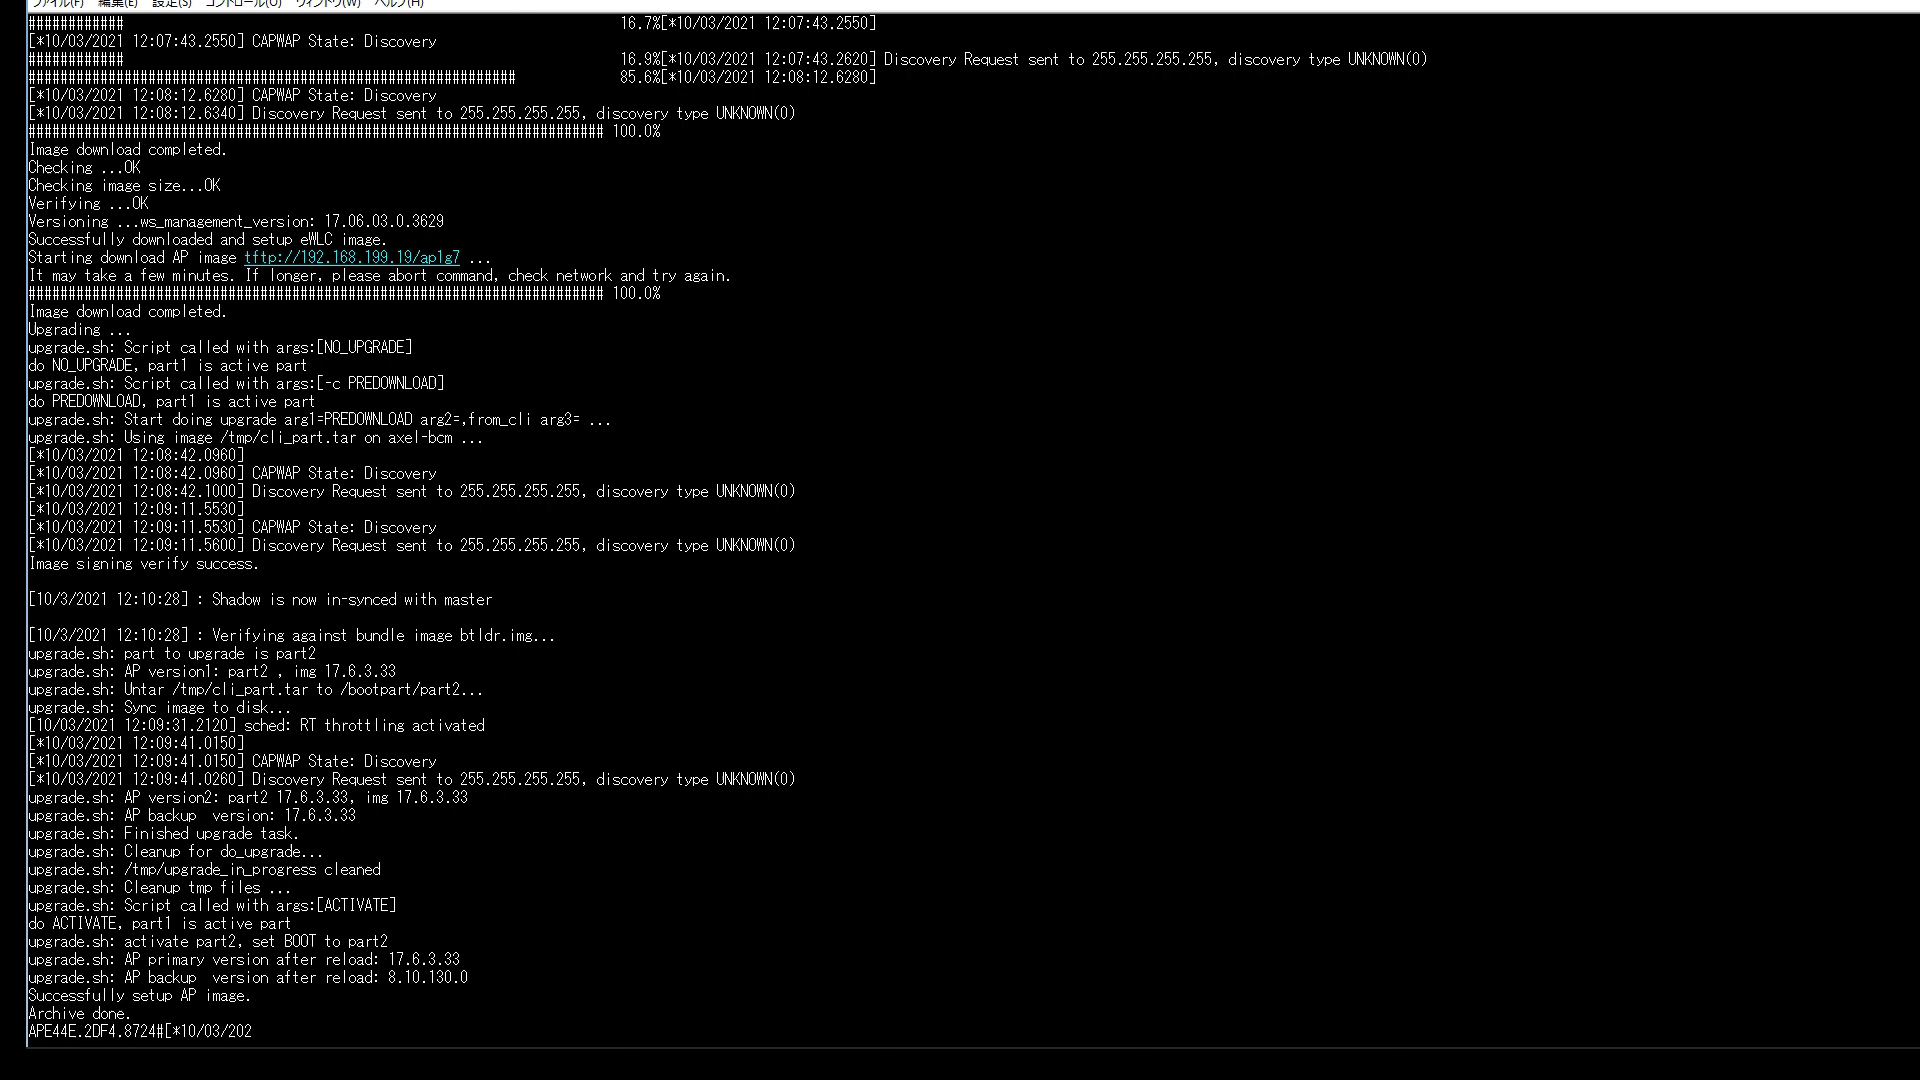 ファイル(F) 編集(E) 設定(S) コントロール(O) ウィンドウ(W) ヘルプ(H)
############ 16.7%[*10/03/2021 12:07:43.2550]
[*10/03/2021 12:07:43.2550] CAPWAP State: Discovery
############ 16.9%[*10/03/2021 12:07:43.2620] Discovery Request sent to 255.255.255.255, discovery type UNKNOWN(0)
############################################################# 85.6%[*10/03/2021 12:08:12.6280]
[*10/03/2021 12:08:12.6280] CAPWAP State: Discovery
[*10/03/2021 12:08:12.6340] Discovery Request sent to 255.255.255.255, discovery type UNKNOWN(0)
######################################################################## 100.0%
Image download completed.
Checking ...OK
Checking image size...OK
Verifying ...OK
Versioning ...ws_management_version: 17.06.03.0.3629
Successfully downloaded and setup eWLC image.
Starting download AP image tftp://192.168.199.19/ap1g7 ...
It may take a few minutes. If longer, please abort command, check network and try again.
######################################################################## 100.0%
Image download completed.
Upgrading ...
upgrade.sh: Script called with args:[NO_UPGRADE]
do NO_UPGRADE, part1 is active part
upgrade.sh: Script called with args:[-c PREDOWNLOAD]
do PREDOWNLOAD, part1 is active part
upgrade.sh: Start doing upgrade arg1=PREDOWNLOAD arg2=,from_cli arg3= ...
upgrade.sh: Using image /tmp/cli_part.tar on axel-bcm ...
[*10/03/2021 12:08:42.0960]
[*10/03/2021 12:08:42.0960] CAPWAP State: Discovery
[*10/03/2021 12:08:42.1000] Discovery Request sent to 255.255.255.255, discovery type UNKNOWN(0)
[*10/03/2021 12:09:11.5530]
[*10/03/2021 12:09:11.5530] CAPWAP State: Discovery
[*10/03/2021 12:09:11.5600] Discovery Request sent to 255.255.255.255, discovery type UNKNOWN(0)
Image signing verify success.
[10/3/2021 12:10:28] : Shadow is now in-synced with master
[10/3/2021 12:10:28] : Verifying against bundle image btldr.img...
upgrade.sh: part to upgrade is part2
upgrade.sh: AP version1: part2 , img 17.6.3.33
upgrade.sh: Untar /tmp/cli_part.tar to /bootpart/part2...
upgrade.sh: Sync image to disk...
[10/03/2021 12:09:31.2120] sched: RT throttling activated
[*10/03/2021 12:09:41.0150]
[*10/03/2021 12:09:41.0150] CAPWAP State: Discovery
[*10/03/2021 12:09:41.0260] Discovery Request sent to 255.255.255.255, discovery type UNKNOWN(0)
upgrade.sh: AP version2: part2 17.6.3.33, img 17.6.3.33
upgrade.sh: AP backup  version: 17.6.3.33
upgrade.sh: Finished upgrade task.
upgrade.sh: Cleanup for do_upgrade...
upgrade.sh: /tmp/upgrade_in_progress cleaned
upgrade.sh: Cleanup tmp files ...
upgrade.sh: Script called with args:[ACTIVATE]
do ACTIVATE, part1 is active part
upgrade.sh: activate part2, set BOOT to part2
upgrade.sh: AP primary version after reload: 17.6.3.33
upgrade.sh: AP backup  version after reload: 8.10.130.0
Successfully setup AP image.
Archive done.
APE44E.2DF4.8724#[*10/03/202